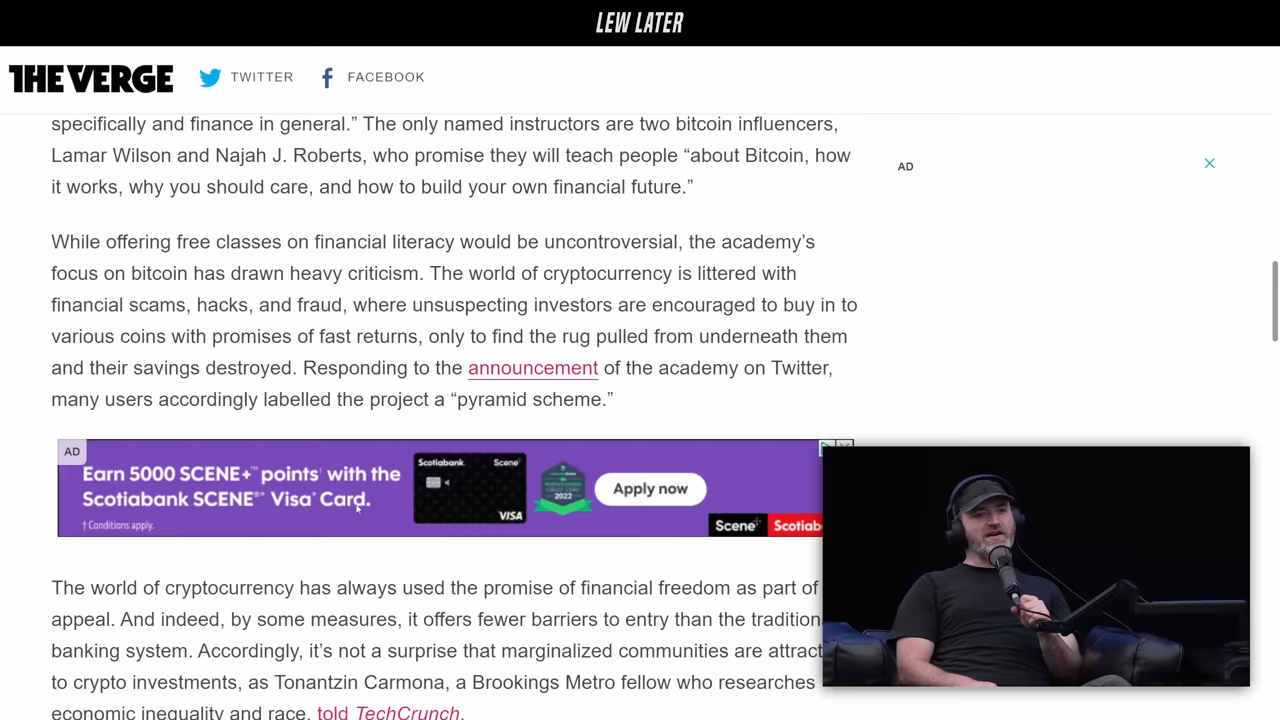 LEW LATER
THE VERGE
TWITTER
FACEBOOK
specifically and finance in general.” The only named instructors are two bitcoin influencers,
Lamar Wilson and Najah J. Roberts, who promise they will teach people “about Bitcoin, how
it works, why you should care, and how to build your own financial future.”
AD
While offering free classes on financial literacy would be uncontroversial, the academy’s
focus on bitcoin has drawn heavy criticism. The world of cryptocurrency is littered with
financial scams, hacks, and fraud, where unsuspecting investors are encouraged to buy in to
various coins with promises of fast returns, only to find the rug pulled from underneath them
and their savings destroyed. Responding to the announcement of the academy on Twitter,
many users accordingly labelled the project a “pyramid scheme.”
AD
Earn 5000 SCENE+™ points† with the
Scotiabank SCENE®* Visa* Card.
† Conditions apply.
Scotiabank Scene+
VISA
2022
Apply now
Scene+ Scotiab
The world of cryptocurrency has always used the promise of financial freedom as part of
appeal. And indeed, by some measures, it offers fewer barriers to entry than the tradition
banking system. Accordingly, it’s not a surprise that marginalized communities are attract
to crypto investments, as Tonantzin Carmona, a Brookings Metro fellow who researches
economic inequality and race, told TechCrunch.